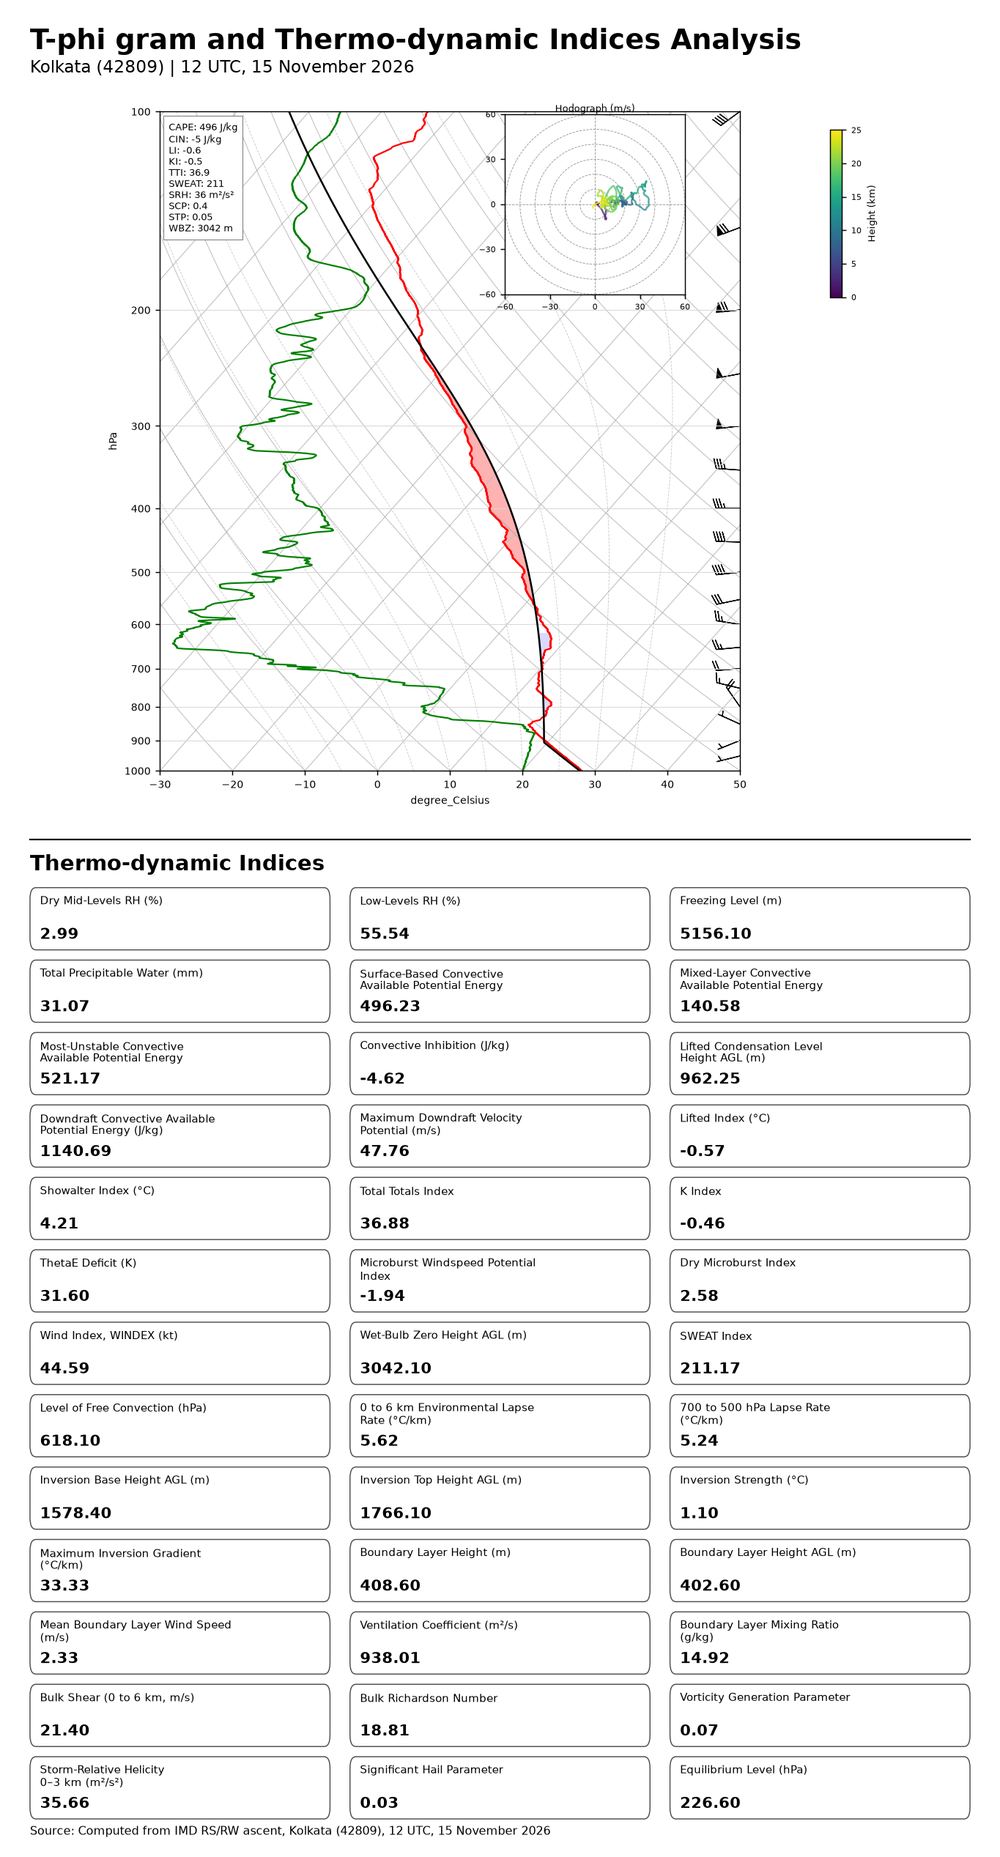 T-phi gram and Thermo-dynamic Indices Analysis
Kolkata (42809) | 12 UTC, 15 November 2026
CAPE: 496 J/kg
CIN: -5 J/kg
LI: -0.6
KI: -0.5
TTI: 36.9
SWEAT: 211
SRH: 36 m²/s²
SCP: 0.4
STP: 0.05
WBZ: 3042 m
Hodograph (m/s)
60
30
0
−30
−60
−60 −30 0 30 60
25
20
15
10
5
0
Height (km)
100
200
300
400
500
600
700
800
900
1000
hPa
−30 −20 −10 0 10 20 30 40 50
degree_Celsius
Thermo-dynamic Indices
Dry Mid-Levels RH (%)
2.99
Low-Levels RH (%)
55.54
Freezing Level (m)
5156.10
Total Precipitable Water (mm)
31.07
Surface-Based Convective
Available Potential Energy
496.23
Mixed-Layer Convective
Available Potential Energy
140.58
Most-Unstable Convective
Available Potential Energy
521.17
Convective Inhibition (J/kg)
-4.62
Lifted Condensation Level
Height AGL (m)
962.25
Downdraft Convective Available
Potential Energy (J/kg)
1140.69
Maximum Downdraft Velocity
Potential (m/s)
47.76
Lifted Index (°C)
-0.57
Showalter Index (°C)
4.21
Total Totals Index
36.88
K Index
-0.46
ThetaE Deficit (K)
31.60
Microburst Windspeed Potential
Index
-1.94
Dry Microburst Index
2.58
Wind Index, WINDEX (kt)
44.59
Wet-Bulb Zero Height AGL (m)
3042.10
SWEAT Index
211.17
Level of Free Convection (hPa)
618.10
0 to 6 km Environmental Lapse
Rate (°C/km)
5.62
700 to 500 hPa Lapse Rate
(°C/km)
5.24
Inversion Base Height AGL (m)
1578.40
Inversion Top Height AGL (m)
1766.10
Inversion Strength (°C)
1.10
Maximum Inversion Gradient
(°C/km)
33.33
Boundary Layer Height (m)
408.60
Boundary Layer Height AGL (m)
402.60
Mean Boundary Layer Wind Speed
(m/s)
2.33
Ventilation Coefficient (m²/s)
938.01
Boundary Layer Mixing Ratio
(g/kg)
14.92
Bulk Shear (0 to 6 km, m/s)
21.40
Bulk Richardson Number
18.81
Vorticity Generation Parameter
0.07
Storm-Relative Helicity
0–3 km (m²/s²)
35.66
Significant Hail Parameter
0.03
Equilibrium Level (hPa)
226.60
Source: Computed from IMD RS/RW ascent, Kolkata (42809), 12 UTC, 15 November 2026